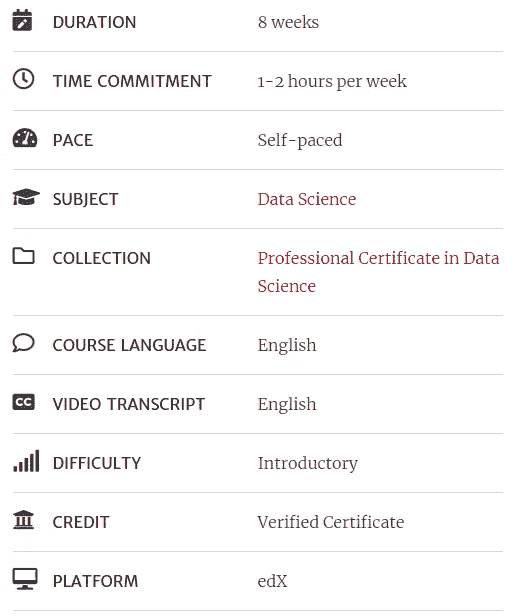 DURATION 8 weeks
TIME COMMITMENT 1-2 hours per week
PACE Self-paced
SUBJECT Data Science
COLLECTION Professional Certificate in Data
Science
COURSE LANGUAGE English
CC VIDEO TRANSCRIPT English
DIFFICULTY Introductory
CREDIT Verified Certificate
PLATFORM edX